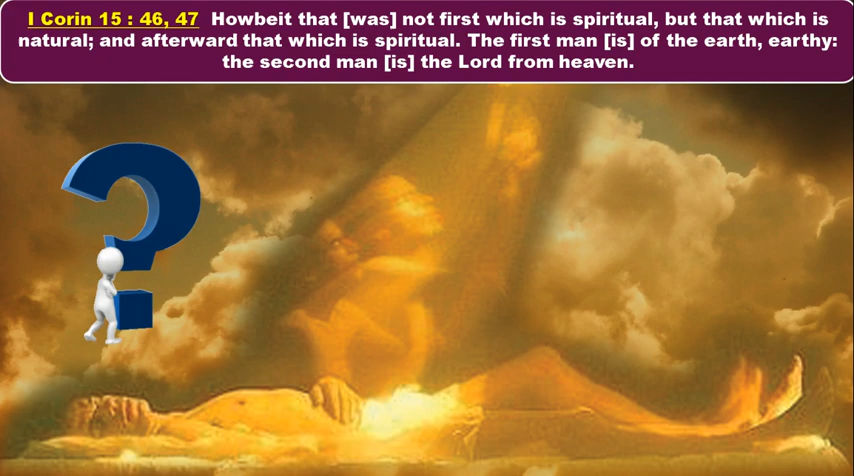 I Corin 15 : 46, 47 Howbeit that [was] not first which is spiritual, but that which is
natural; and afterward that which is spiritual. The first man [is] of the earth, earthy:
the second man [is] the Lord from heaven.
?